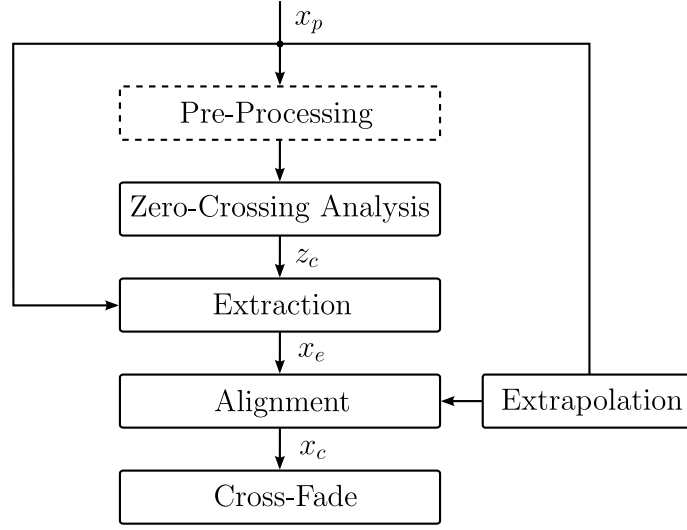 x_p
Pre-Processing
Zero-Crossing Analysis
z_c
Extraction
x_e
Alignment
Extrapolation
x_c
Cross-Fade